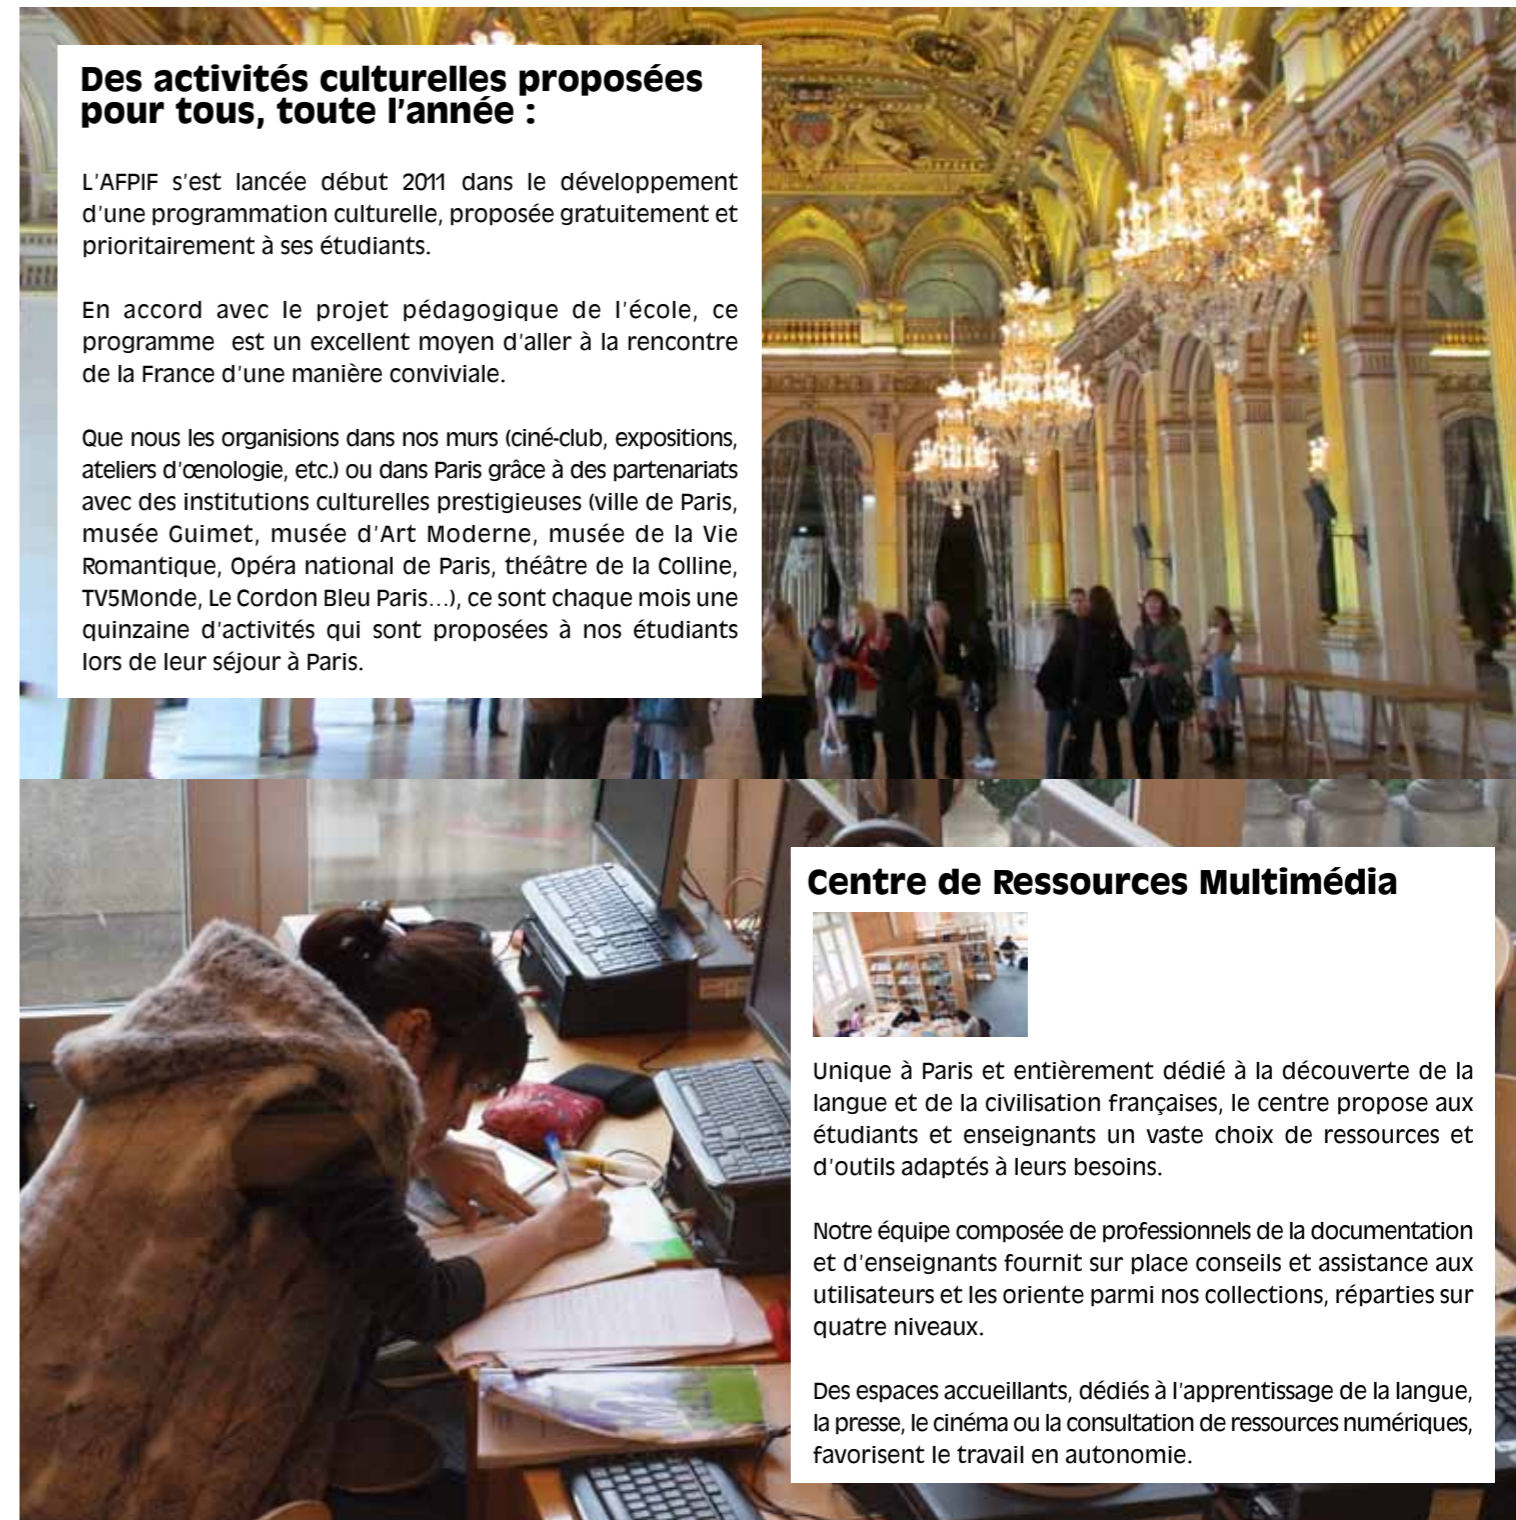 Des activités culturelles proposées
pour tous, toute l'année :
L'AFPIF s'est lancée début 2011 dans le développement
d'une programmation culturelle, proposée gratuitement et
prioritairement à ses étudiants.
En accord avec le projet pédagogique de l'école, ce
programme est un excellent moyen d'aller à la rencontre
de la France d'une manière conviviale.
Que nous les organisions dans nos murs (ciné-club, expositions,
ateliers d'œnologie, etc.) ou dans Paris grâce à des partenariats
avec des institutions culturelles prestigieuses (ville de Paris,
musée Guimet, musée d'Art Moderne, musée de la Vie
Romantique, Opéra national de Paris, théâtre de la Colline,
TV5Monde, Le Cordon Bleu Paris...), ce sont chaque mois une
quinzaine d'activités qui sont proposées à nos étudiants
lors de leur séjour à Paris.
Centre de Ressources Multimédia
Unique à Paris et entièrement dédié à la découverte de la
langue et de la civilisation françaises, le centre propose aux
étudiants et enseignants un vaste choix de ressources et
d'outils adaptés à leurs besoins.
Notre équipe composée de professionnels de la documentation
et d'enseignants fournit sur place conseils et assistance aux
utilisateurs et les oriente parmi nos collections, réparties sur
quatre niveaux.
Des espaces accueillants, dédiés à l'apprentissage de la langue,
la presse, le cinéma ou la consultation de ressources numériques,
favorisent le travail en autonomie.